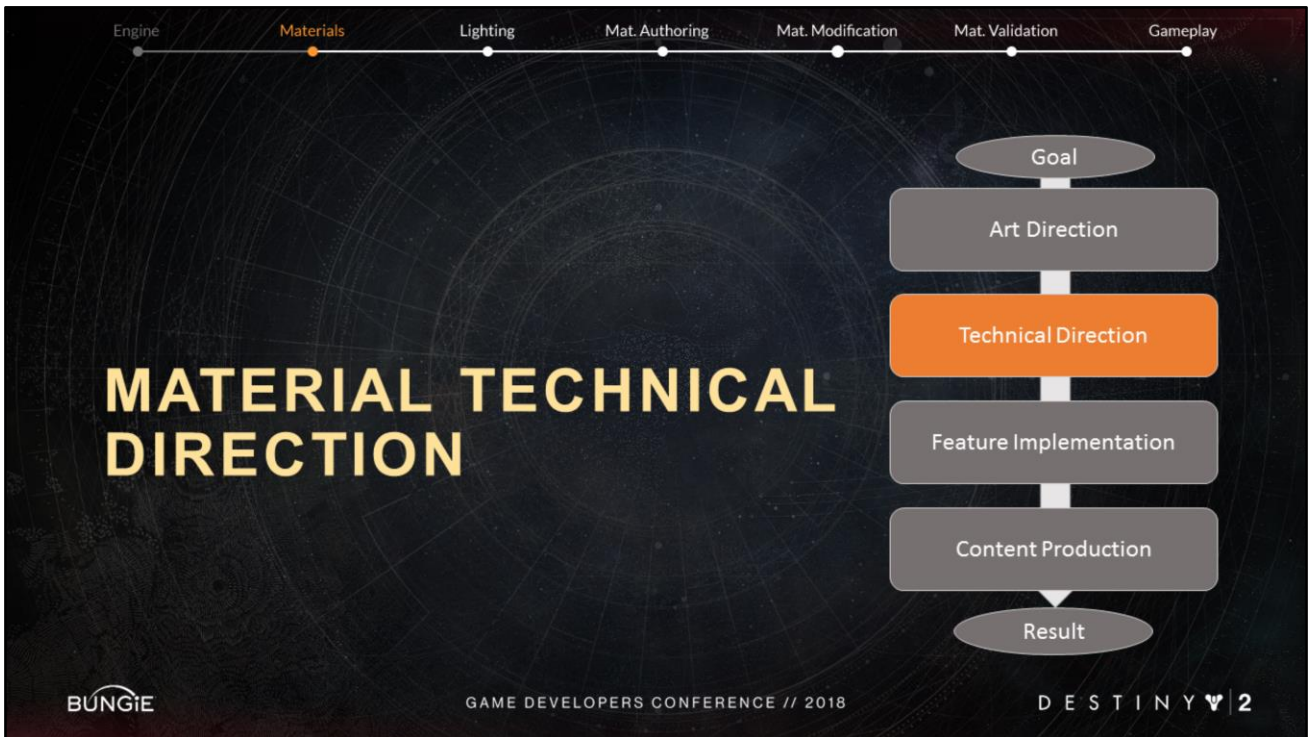 Engine
Materials
Lighting
Mat. Authoring
Mat. Modification
Mat. Validation
Gameplay
Goal
Art Direction
Technical Direction
MATERIAL TECHNICAL
DIRECTION
Feature Implementation
Content Production
Result
BUNGiE
GAME DEVELOPERS CONFERENCE // 2018
DESTINY 2